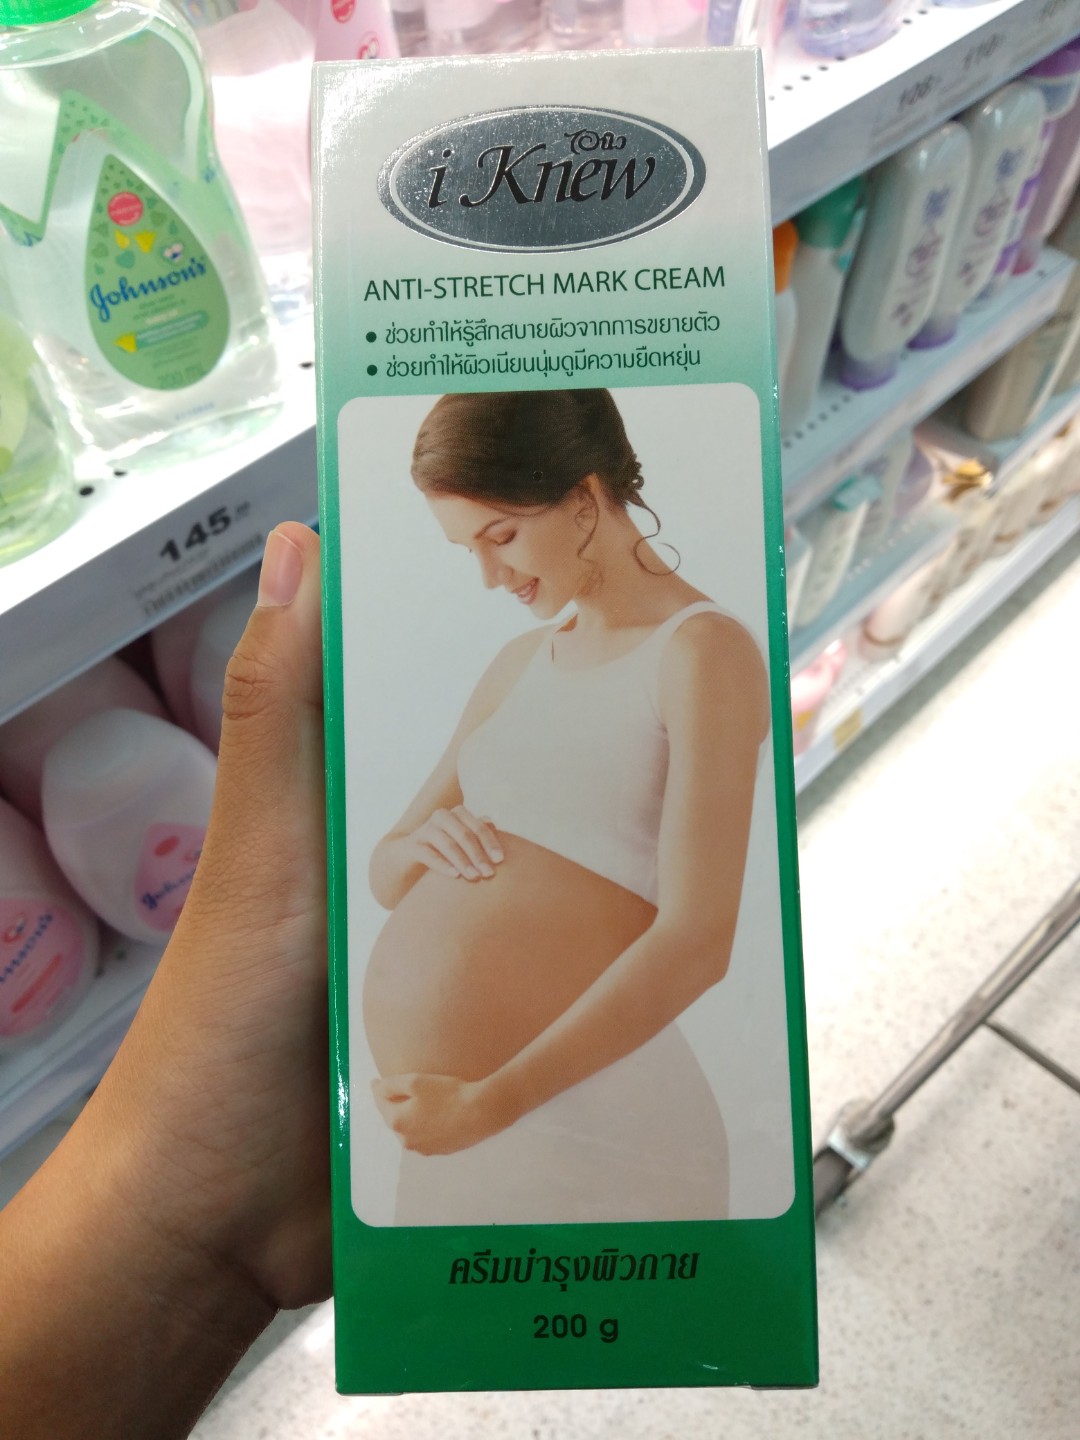 ไอนิว
i Knew
ANTI-STRETCH MARK CREAM
• ช่วยทำให้รู้สึกสบายผิวจากการขยายตัว
• ช่วยทำให้ผิวเนียนนุ่มดูมีความยืดหยุ่น
ครีมบำรุงผิวกาย
200 g
Johnson's
145